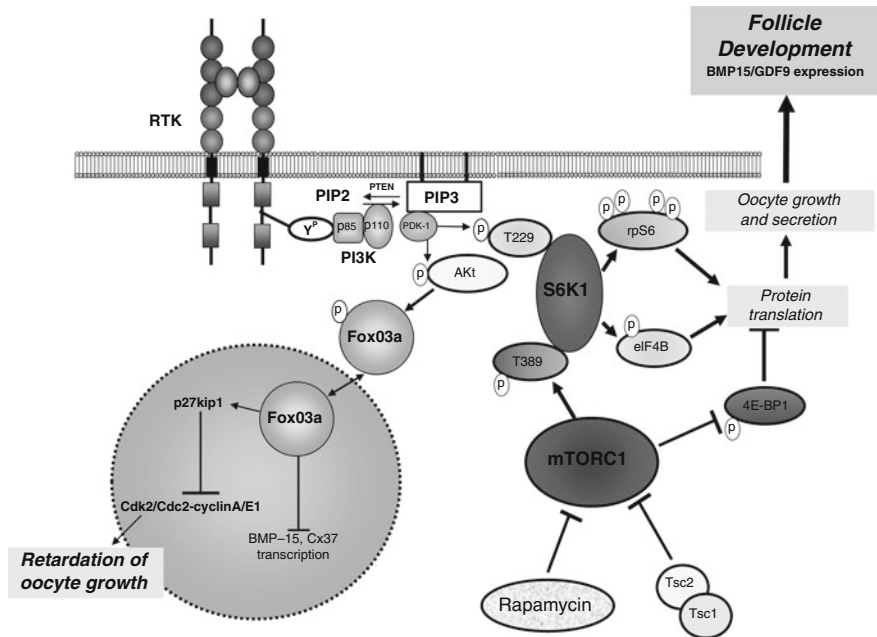 Follicle
Development
BMP15/GDF9 expression
RTK
PIP2
PTEN
PIP3
Y P
p85
p110
PI3K
PDK-1
p
T229
p
AKt
p
p
p
p
rpS6
Oocyte growth
and secretion
S6K1
Protein
translation
p
Fox03a
p
eIF4B
T389
p
p27kip1
Fox03a
4E-BP1
p
mTORC1
Cdk2/Cdc2-cyclinA/E1
BMP–15, Cx37
transcription
Retardation of
oocyte growth
Rapamycin
Tsc2
Tsc1